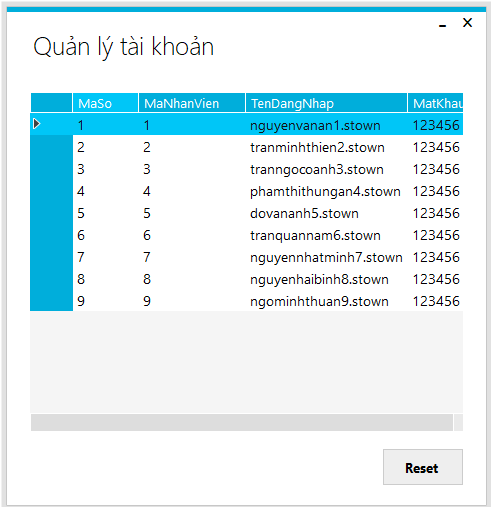 Quản lý tài khoản
MaSo MaNhanVien TenDangNhap MatKhau
1 1 nguyenvanan1.stown 123456
2 2 tranminhthien2.stown 123456
3 3 tranngocoanh3.stown 123456
4 4 phamthithungan4.stown 123456
5 5 dovananh5.stown 123456
6 6 tranquannam6.stown 123456
7 7 nguyennhatminh7.stown 123456
8 8 nguyenhaibinh8.stown 123456
9 9 ngominhthuan9.stown 123456
Reset